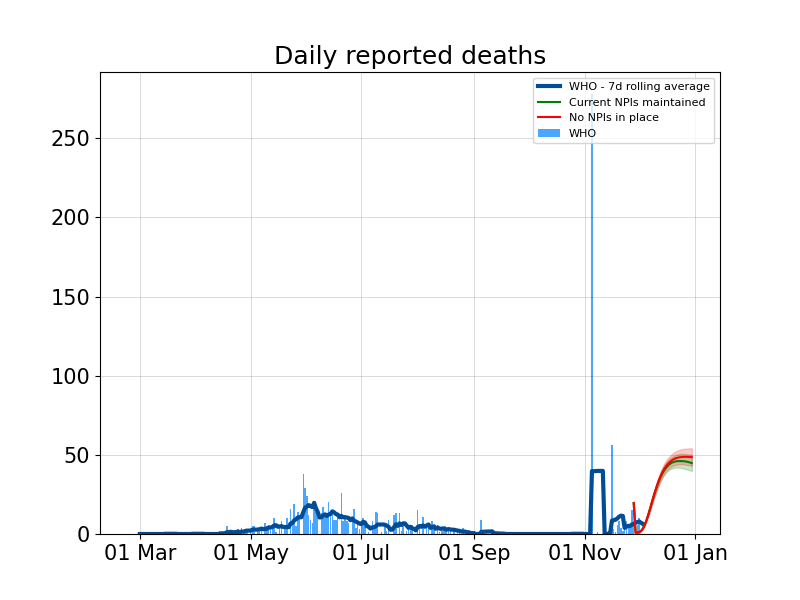 Daily reported deaths
WHO - 7d rolling average
Current NPIs maintained
No NPIs in place
WHO
250
200
150
100
50
0
01 Mar
01 May
01 Jul
01 Sep
01 Nov
01 Jan